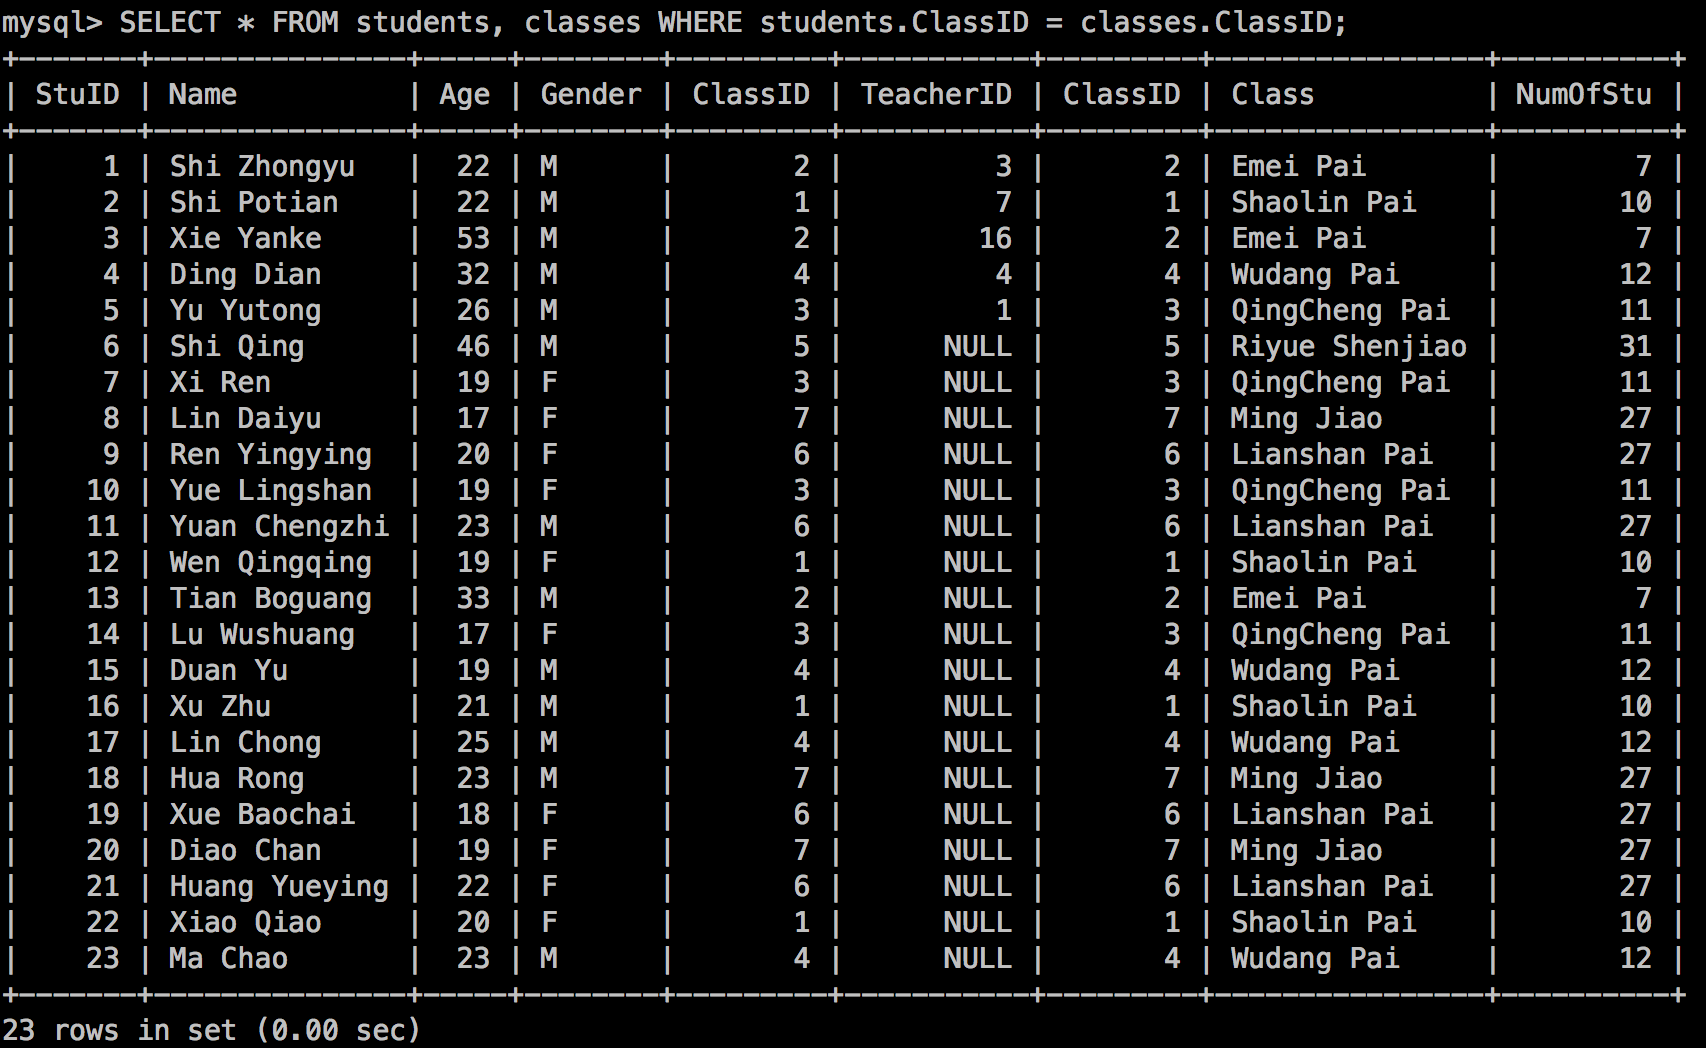 mysql> SELECT * FROM students, classes WHERE students.ClassID = classes.ClassID;
+-------+---------------+-----+--------+---------+-----------+---------+----------------+----------+
| StuID | Name          | Age | Gender | ClassID | TeacherID | ClassID | Class          | NumOfStu |
+-------+---------------+-----+--------+---------+-----------+---------+----------------+----------+
|     1 | Shi Zhongyu   |  22 | M      |       2 |         3 |       2 | Emei Pai       |        7 |
|     2 | Shi Potian    |  22 | M      |       1 |         7 |       1 | Shaolin Pai    |       10 |
|     3 | Xie Yanke     |  53 | M      |       2 |        16 |       2 | Emei Pai       |        7 |
|     4 | Ding Dian     |  32 | M      |       4 |         4 |       4 | Wudang Pai     |       12 |
|     5 | Yu Yutong     |  26 | M      |       3 |         1 |       3 | QingCheng Pai  |       11 |
|     6 | Shi Qing      |  46 | M      |       5 |      NULL |       5 | Riyue Shenjiao |       31 |
|     7 | Xi Ren        |  19 | F      |       3 |      NULL |       3 | QingCheng Pai  |       11 |
|     8 | Lin Daiyu     |  17 | F      |       7 |      NULL |       7 | Ming Jiao      |       27 |
|     9 | Ren Yingying  |  20 | F      |       6 |      NULL |       6 | Lianshan Pai   |       27 |
|    10 | Yue Lingshan  |  19 | F      |       3 |      NULL |       3 | QingCheng Pai  |       11 |
|    11 | Yuan Chengzhi |  23 | M      |       6 |      NULL |       6 | Lianshan Pai   |       27 |
|    12 | Wen Qingqing  |  19 | F      |       1 |      NULL |       1 | Shaolin Pai    |       10 |
|    13 | Tian Boguang  |  33 | M      |       2 |      NULL |       2 | Emei Pai       |        7 |
|    14 | Lu Wushuang   |  17 | F      |       3 |      NULL |       3 | QingCheng Pai  |       11 |
|    15 | Duan Yu       |  19 | M      |       4 |      NULL |       4 | Wudang Pai     |       12 |
|    16 | Xu Zhu        |  21 | M      |       1 |      NULL |       1 | Shaolin Pai    |       10 |
|    17 | Lin Chong     |  25 | M      |       4 |      NULL |       4 | Wudang Pai     |       12 |
|    18 | Hua Rong      |  23 | M      |       7 |      NULL |       7 | Ming Jiao      |       27 |
|    19 | Xue Baochai   |  18 | F      |       6 |      NULL |       6 | Lianshan Pai   |       27 |
|    20 | Diao Chan     |  19 | F      |       7 |      NULL |       7 | Ming Jiao      |       27 |
|    21 | Huang Yueying |  22 | F      |       6 |      NULL |       6 | Lianshan Pai   |       27 |
|    22 | Xiao Qiao     |  20 | F      |       1 |      NULL |       1 | Shaolin Pai    |       10 |
|    23 | Ma Chao       |  23 | M      |       4 |      NULL |       4 | Wudang Pai     |       12 |
+-------+---------------+-----+--------+---------+-----------+---------+----------------+----------+
23 rows in set (0.00 sec)